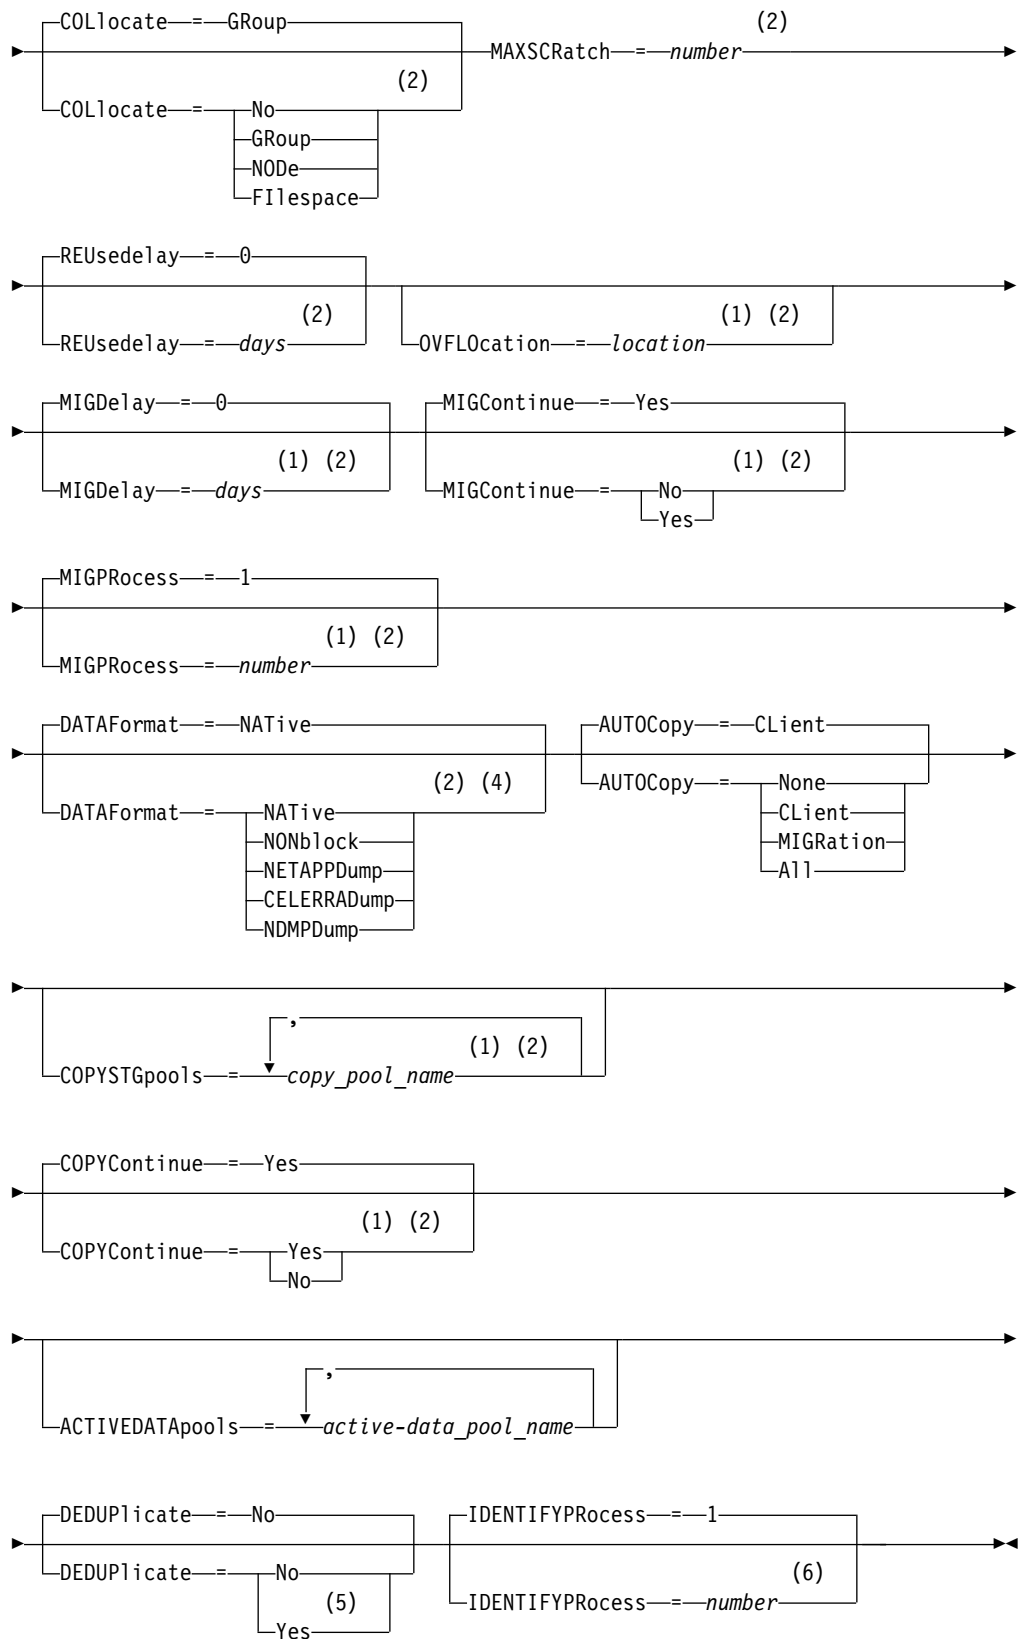 COLlocate = GRoup
(2)
MAXSCRatch = number
(2)
COLlocate = No
GRoup
NODe
FIlespace
REUsedelay = 0
(2)
(1) (2)
REUsedelay = days
OVFLOcation = location
MIGDelay = 0
MIGContinue = Yes
(1) (2)
(1) (2)
MIGDelay = days
MIGContinue = No
Yes
MIGPRocess = 1
(1) (2)
MIGPRocess = number
DATAFormat = NATive
AUTOCopy = CLient
(2) (4)
DATAFormat = NATive
NONblock
NETAPPDump
CELERRADump
NDMPDump
AUTOCopy = None
CLient
MIGRation
All
,
(1) (2)
COPYSTGpools = copy_pool_name
COPYContinue = Yes
(1) (2)
COPYContinue = Yes
No
,
ACTIVEDATApools = active-data_pool_name
DEDUPlicate = No
IDENTIFYPRocess = 1
DEDUPlicate = No
(5)
Yes
(6)
IDENTIFYPRocess = number